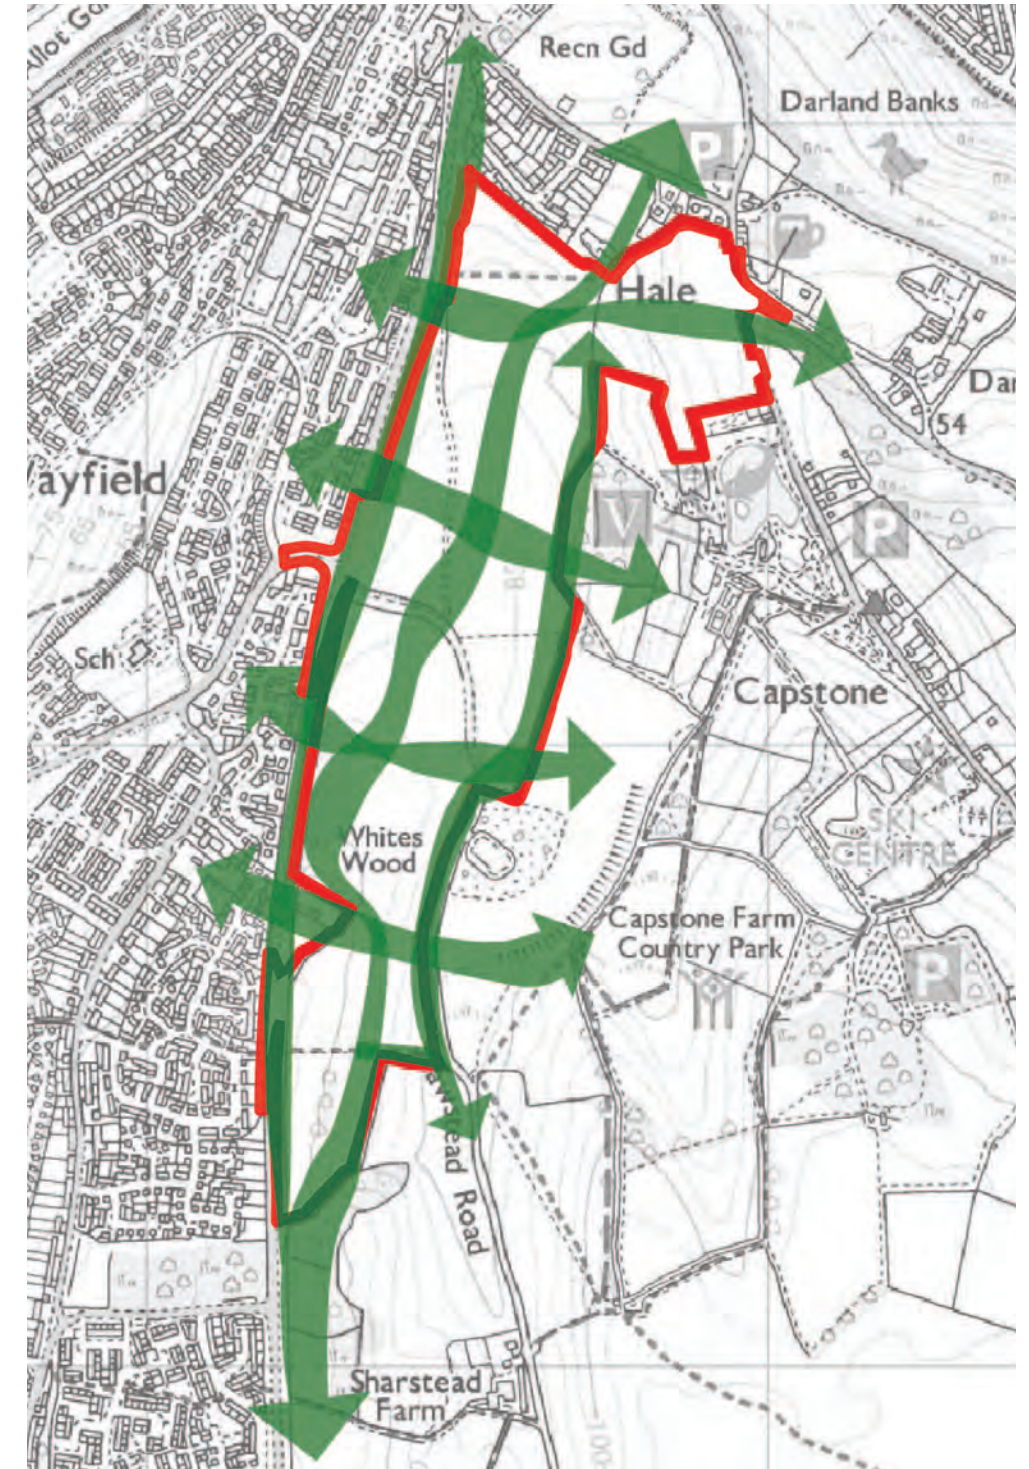 Recn Gd
Darland Banks
P
Hale
Dar
54
ayfield
V
P
Sch
Capstone
Whites
Wood
SKI
CENTRE
Capstone Farm
Country Park
P
Road
Sharstead
Farm